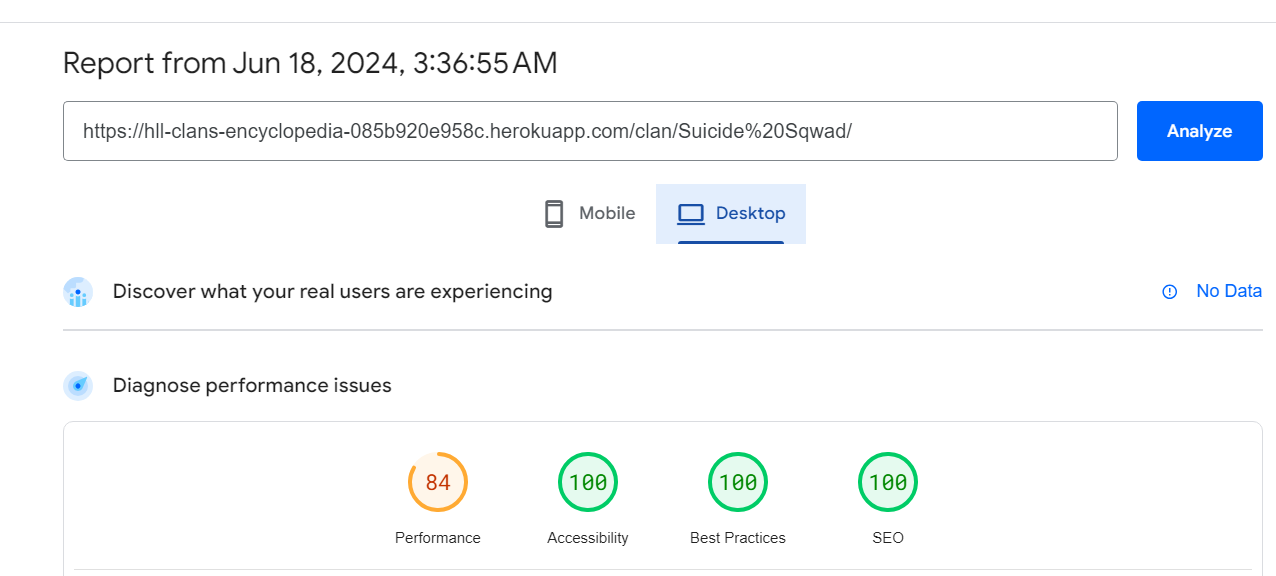 Report from Jun 18, 2024, 3:36:55 AM
https://hll-clans-encyclopedia-085b920e958c.herokuapp.com/clan/Suicide%20Sqwad/
Analyze
Mobile
Desktop
Discover what your real users are experiencing
No Data
Diagnose performance issues
84
100
100
100
Performance
Accessibility
Best Practices
SEO